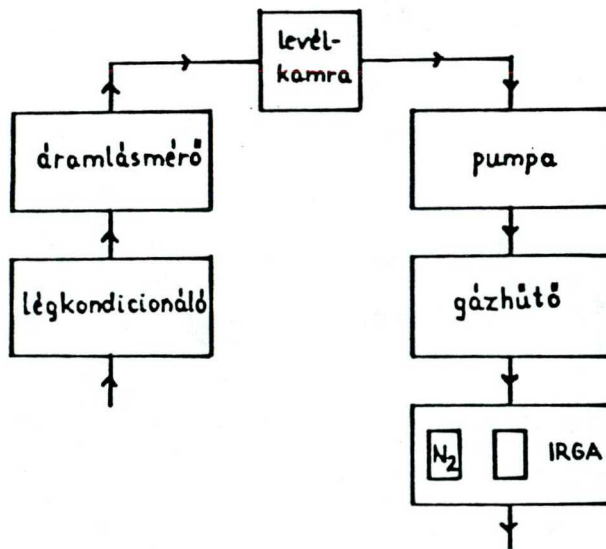 levél-
kamra
áramlásmérő
pumpa
légkondicionáló
gázhűtő
N₂
IRGA